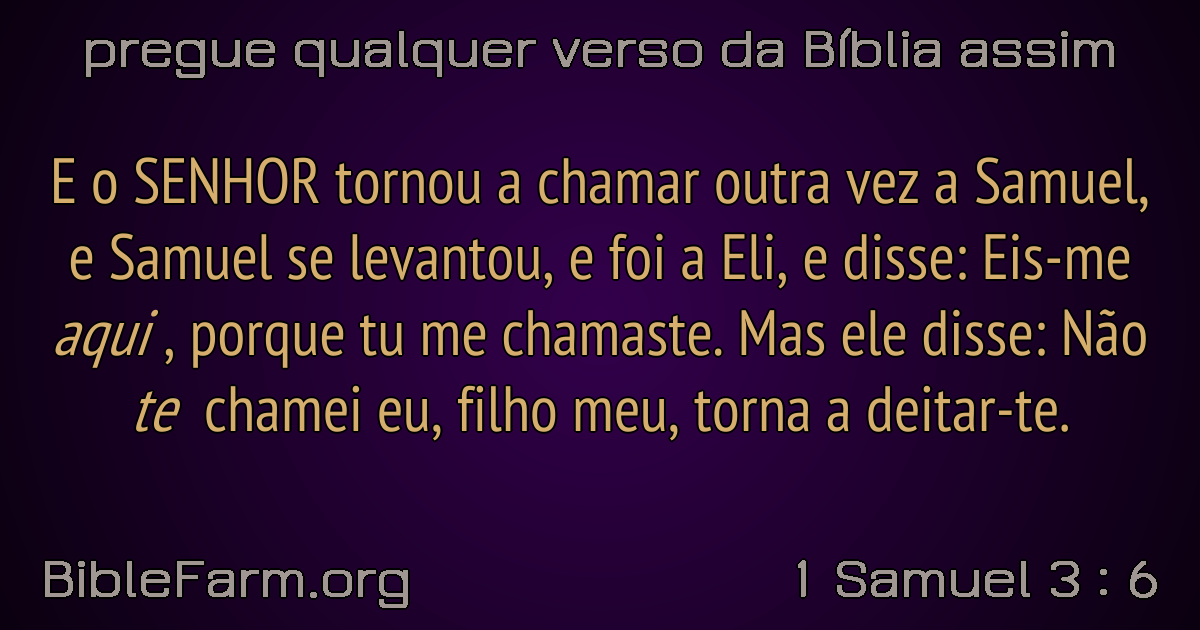 pregue qualquer verso da Bíblia assim
E o SENHOR tornou a chamar outra vez a Samuel,
e Samuel se levantou, e foi a Eli, e disse: Eis-me
aqui , porque tu me chamaste. Mas ele disse: Não
te chamei eu, filho meu, torna a deitar-te.
BibleFarm.org
1 Samuel 3 : 6